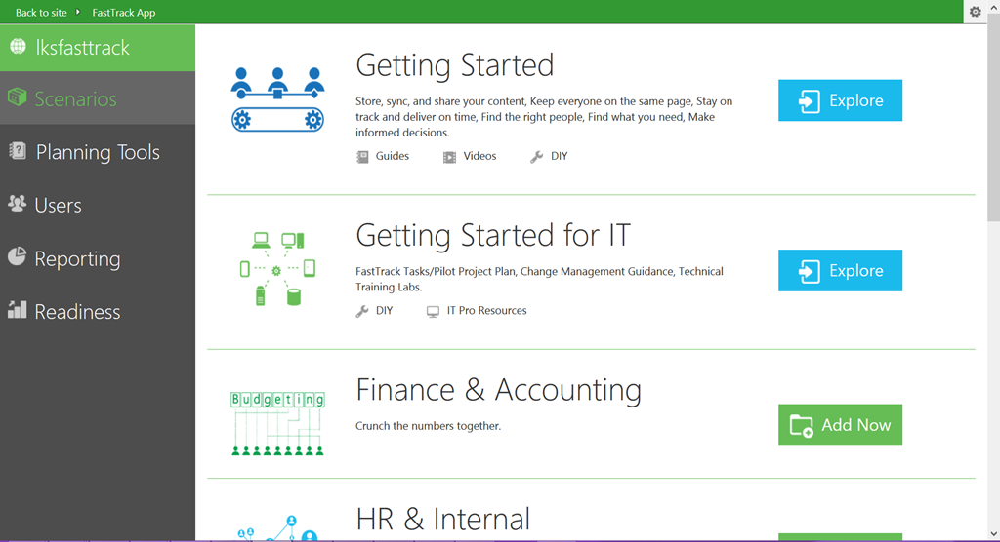 Back to site
FastTrack App
lksfasttrack
Scenarios
Planning Tools
Users
Reporting
Readiness
Getting Started
Store, sync, and share your content, Keep everyone on the same page, Stay on
track and deliver on time, Find the right people, Find what you need, Make
informed decisions.
Guides
Videos
DIY
Explore
Getting Started for IT
FastTrack Tasks/Pilot Project Plan, Change Management Guidance, Technical
Training Labs.
DIY
IT Pro Resources
Explore
Budgeting
Finance & Accounting
Crunch the numbers together.
Add Now
HR & Internal